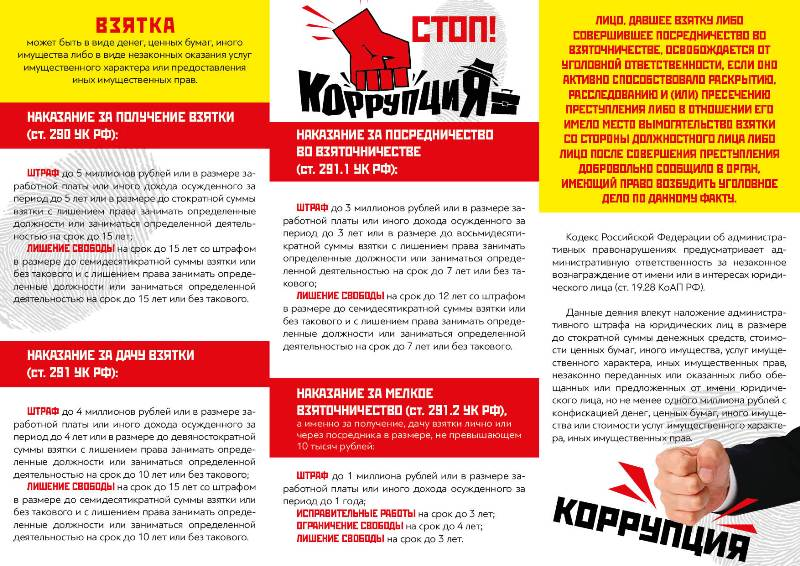 ВЗЯТКА
может быть в виде денег, ценных бумаг, иного
имущества либо в виде незаконных оказания услуг
имущественного характера или предоставления
иных имущественных прав.
НАКАЗАНИЕ ЗА ПОЛУЧЕНИЕ ВЗЯТКИ
(ст. 290 УК РФ):
ШТРАФ до 5 миллионов рублей или в размере за-
работной платы или иного дохода осужденного за
период до 5 лет или в размере до стократной суммы
взятки с лишением права занимать определенные
должности или заниматься определенной деятель-
ностью на срок до 15 лет;
ЛИШЕНИЕ СВОБОДЫ на срок до 15 лет со штрафом
в размере до семидесятикратной суммы взятки или
без такового и с лишением права занимать опреде-
ленные должности или заниматься определенной
деятельностью на срок до 15 лет или без такового.
НАКАЗАНИЕ ЗА ДАЧУ ВЗЯТКИ
(ст. 291 УК РФ):
ШТРАФ до 4 миллионов рублей или в размере за-
работной платы или иного дохода осужденного за
период до 4 лет или в размере до девяностократной
суммы взятки с лишением права занимать опреде-
ленные должности или заниматься определенной
деятельностью на срок до 10 лет или без такового;
ЛИШЕНИЕ СВОБОДЫ на срок до 15 лет со штрафом
в размере до семидесятикратной суммы взятки или
без такового и с лишением права занимать опреде-
ленные должности или заниматься определенной
деятельностью на срок до 10 лет или без такового.
СТОП!
КОРРУПЦИЯ
НАКАЗАНИЕ ЗА ПОСРЕДНИЧЕСТВО
ВО ВЗЯТОЧНИЧЕСТВЕ
(ст. 291.1 УК РФ):
ШТРАФ до 3 миллионов рублей или в размере за-
работной платы или иного дохода осужденного за
период до 3 лет или в размере до восьмидесяти-
кратной суммы взятки с лишением права занимать
определенные должности или заниматься опреде-
ленной деятельностью на срок до 7 лет или без та-
кового;
ЛИШЕНИЕ СВОБОДЫ на срок до 12 лет со штрафом
в размере до семидесятикратной суммы взятки или
без такового и с лишением права занимать опреде-
ленные должности или заниматься определенной
деятельностью на срок до 7 лет или без такового.
НАКАЗАНИЕ ЗА МЕЛКОЕ
ВЗЯТОЧНИЧЕСТВО (ст. 291.2 УК РФ),
а именно за получение, дачу взятки лично или
через посредника в размере, не превышающем
10 тысяч рублей:
ШТРАФ до 1 миллиона рублей или в размере за-
работной платы или иного дохода осужденного за
период до 1 года;
ИСПРАВИТЕЛЬНЫЕ РАБОТЫ на срок до 3 лет;
ОГРАНИЧЕНИЕ СВОБОДЫ на срок до 4 лет;
ЛИШЕНИЕ СВОБОДЫ на срок до 3 лет.
ЛИЦО, ДАВШЕЕ ВЗЯТКУ ЛИБО
СОВЕРШИВШЕЕ ПОСРЕДНИЧЕСТВО ВО
ВЗЯТОЧНИЧЕСТВЕ, ОСВОБОЖДАЕТСЯ ОТ
УГОЛОВНОЙ ОТВЕТСТВЕННОСТИ, ЕСЛИ ОНО
АКТИВНО СПОСОБСТВОВАЛО РАСКРЫТИЮ,
РАССЛЕДОВАНИЮ И (ИЛИ) ПРЕСЕЧЕНИЮ
ПРЕСТУПЛЕНИЯ ЛИБО В ОТНОШЕНИИ ЕГО
ИМЕЛО МЕСТО ВЫМОГАТЕЛЬСТВО ВЗЯТКИ
СО СТОРОНЫ ДОЛЖНОСТНОГО ЛИЦА ЛИБО
ЛИЦО ПОСЛЕ СОВЕРШЕНИЯ ПРЕСТУПЛЕНИЯ
ДОБРОВОЛЬНО СООБЩИЛО В ОРГАН,
ИМЕЮЩИЙ ПРАВО ВОЗБУДИТЬ УГОЛОВНОЕ
ДЕЛО ПО ДАННОМУ ФАКТУ.
Кодекс Российской Федерации об администра-
тивных правонарушениях предусматривает ад-
министративную ответственность за незаконное
вознаграждение от имени или в интересах юриди-
ческого лица (ст. 19.28 КоАП РФ).
Данные деяния влекут наложение администра-
тивного штрафа на юридических лиц в размере
до стократной суммы денежных средств, стоимо-
сти ценных бумаг, иного имущества, услуг имуще-
ственного характера, иных имущественных прав,
незаконно переданных или оказанных либо обе-
щанных или предложенных от имени юридиче-
ского лица, но не менее одного миллиона рублей с
конфискацией денег, ценных бумаг, иного имуще-
ства или стоимости услуг имущественного характе-
ра, иных имущественных прав.
КОРРУПЦИЯ